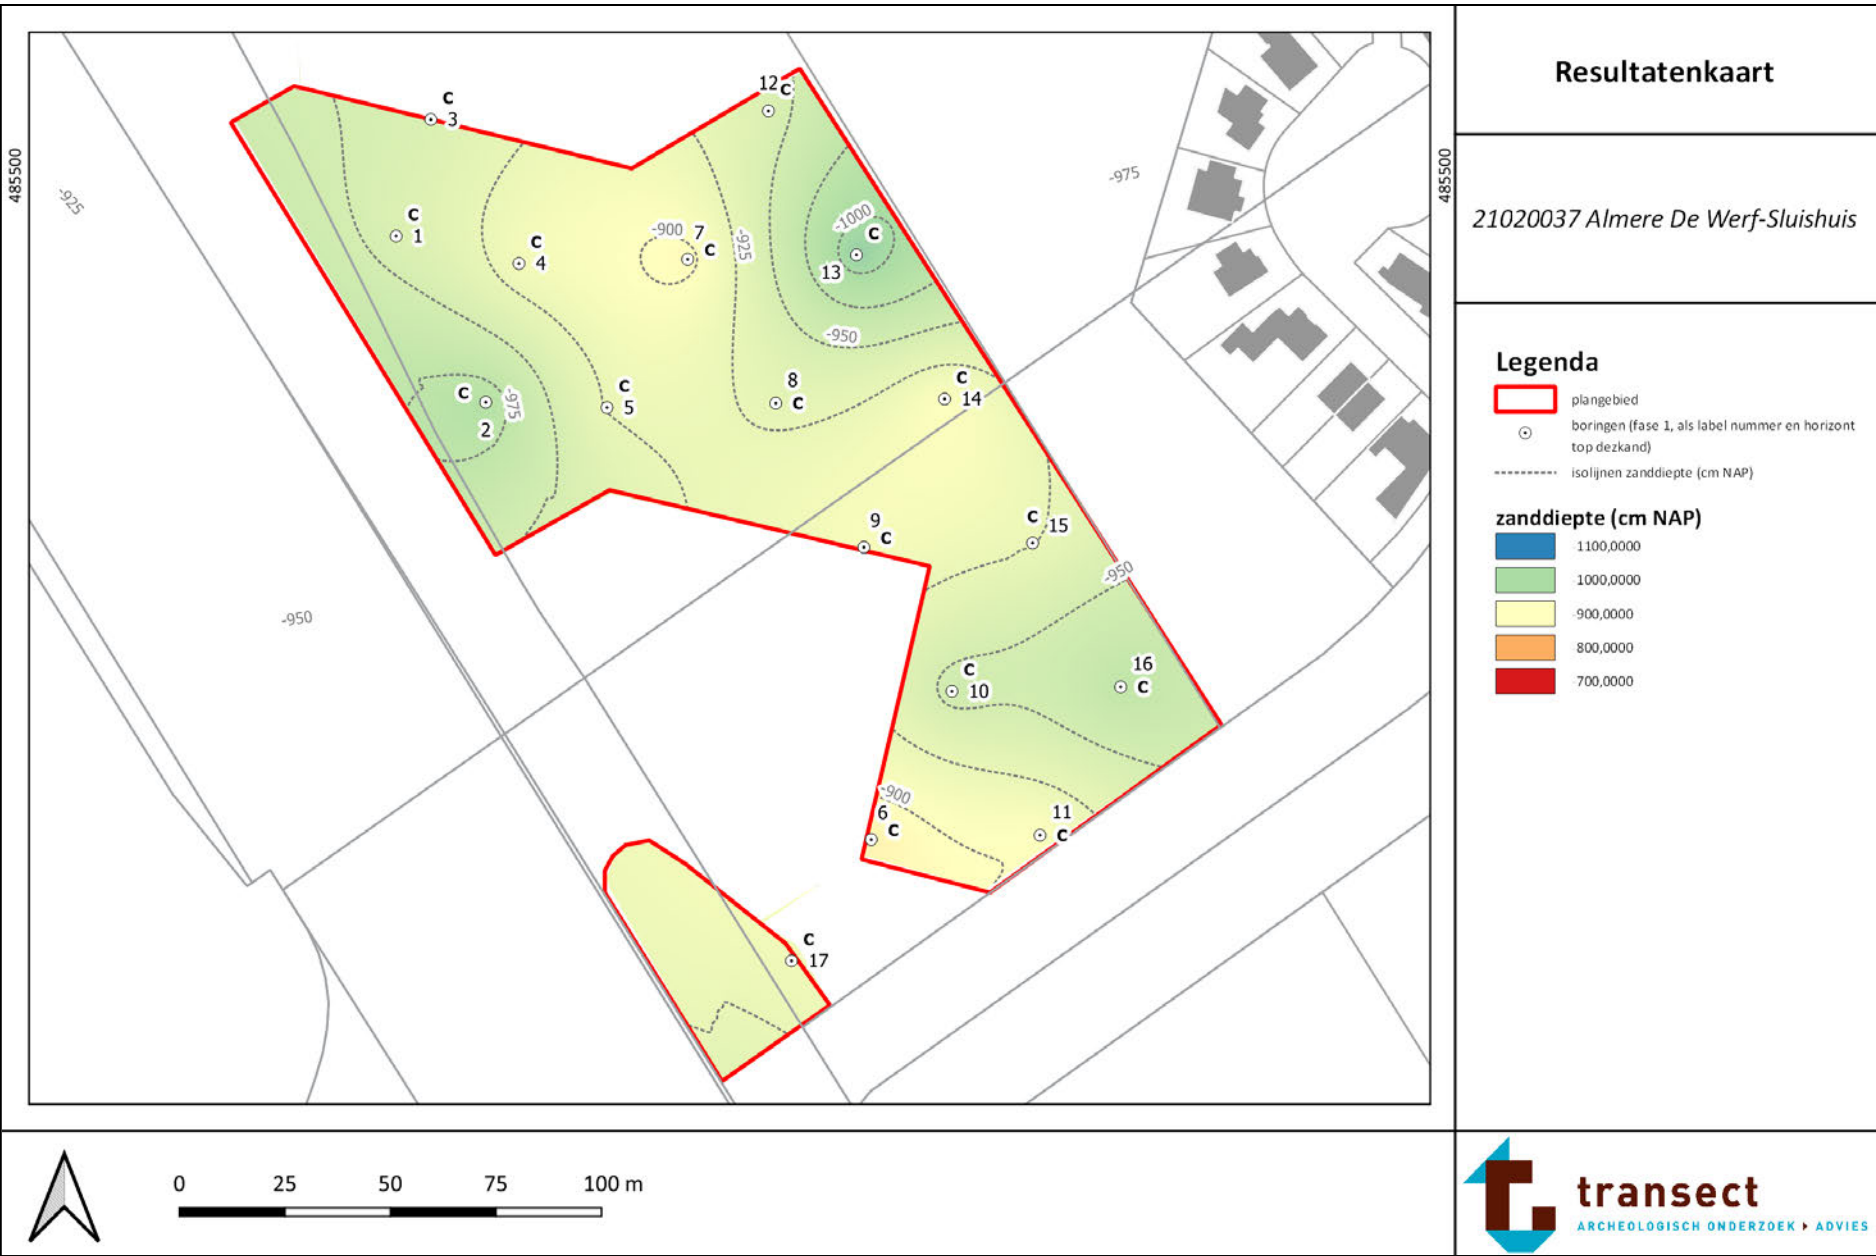 Resultatenkaart
21020037 Almere De Werf-Sluishuis
Legenda
plangebied
boringen (fase 1, als label nummer en horizont
top dezkand)
isolijnen zanddiepte (cm NAP)
zanddiepte (cm NAP)
-1100,0000
-1000,0000
-900,0000
-800,0000
-700,0000
485500
485500
-925
-975
-950
C
3
12
C
C
1
C
4
-900
7
C
-925
-1000
C
13
-950
C
2
-975
C
5
8
C
C
14
9
C
C
15
-950
C
10
16
C
-900
6
C
11
C
C
17
0 25 50 75 100 m
transect
ARCHEOLOGISCH ONDERZOEK ▸ ADVIES